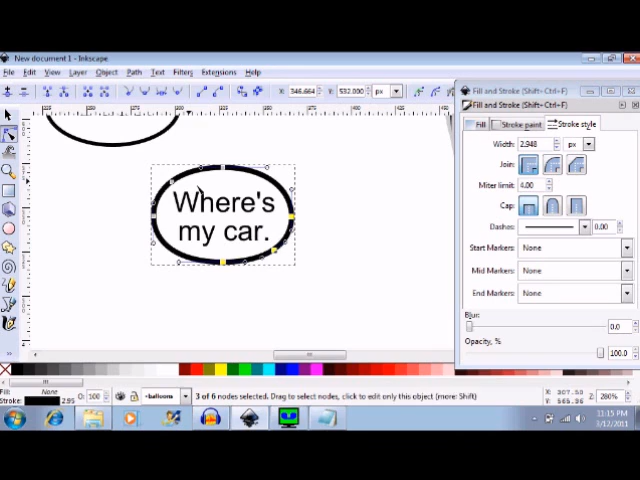 New document 1 - Inkscape
File Edit View Layer Object Path Text Filters Extensions Help
X: 346.664 Y: 532.000 px
Fill and Stroke (Shift+Ctrl+F)
Fill and Stroke (Shift+Ctrl+F)
Fill Stroke paint Stroke style
Width: 2.948 px
Join:
Miter limit: 4.00
Cap:
Dashes: 0.00
Start Markers: None
Mid Markers: None
End Markers: None
Blur:
0.0
Opacity, %
100.0
Where's
my car.
Fill: None
Stroke: 2.95
O: 100
balloons
3 of 6 nodes selected. Drag to select nodes, click to edit only this object (more: Shift)
X: 307.50
Y: 565.36
Z: 280%
11:15 PM
3/12/2011